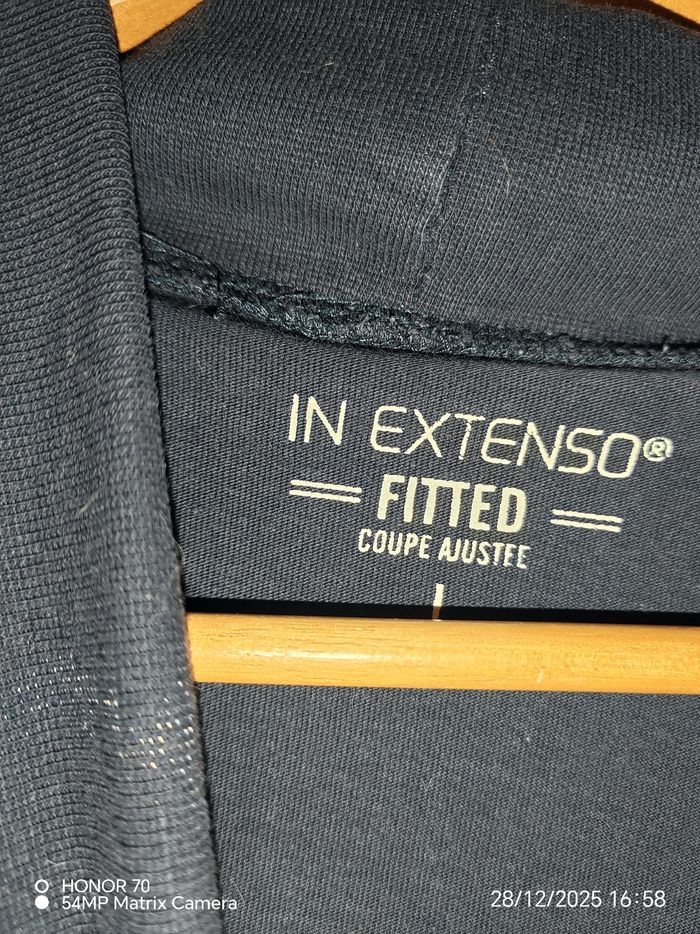 IN EXTENSO®
FITTED
COUPE AJUSTEE
HONOR 70
54MP Matrix Camera
28/12/2025 16:58